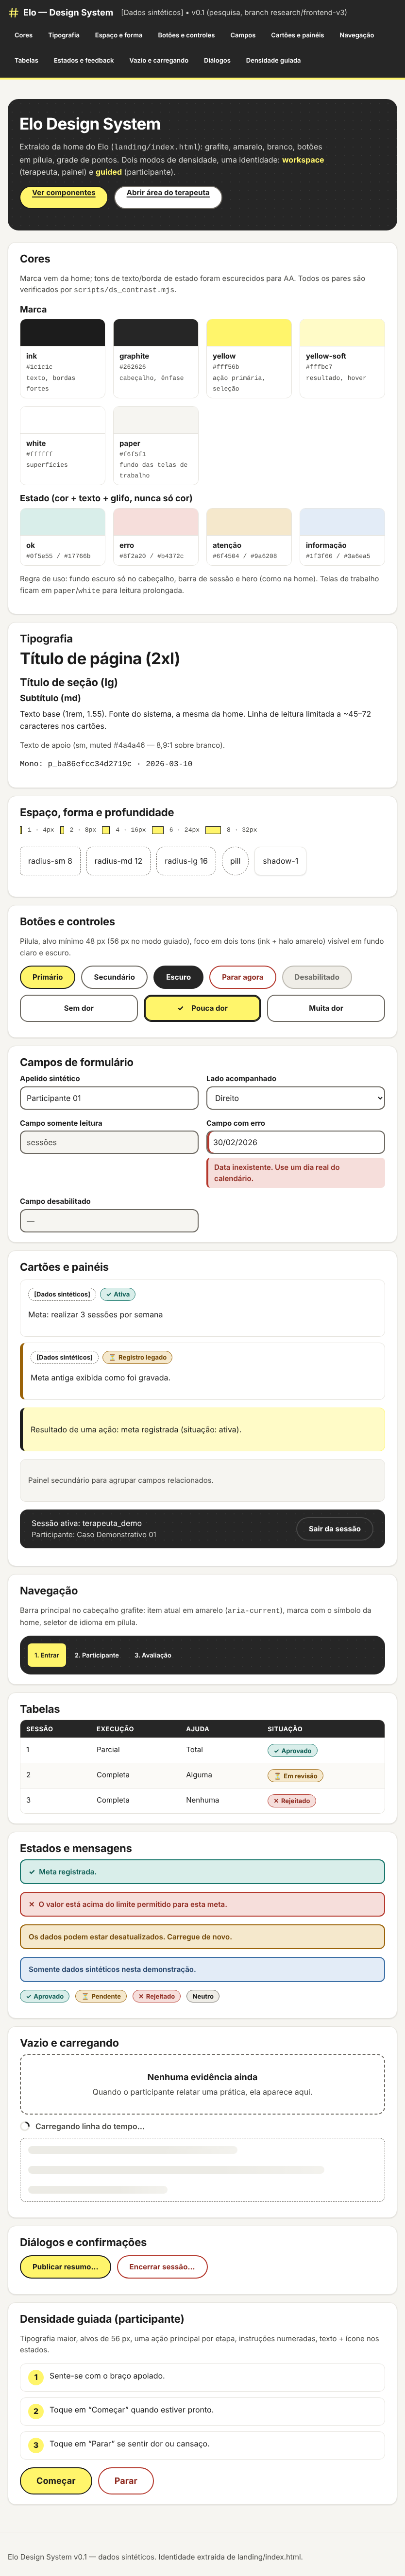 Elo — Design System [Dados sintéticos] • v0.1 (pesquisa, branch research/frontend-v3)
Cores Tipografia Espaço e forma Botões e controles Campos Cartões e painéis Navegação
Tabelas Estados e feedback Vazio e carregando Diálogos Densidade guiada
Elo Design System
Extraído da home do Elo (landing/index.html): grafite, amarelo, branco, botões
em pílula, grade de pontos. Dois modos de densidade, uma identidade: workspace
(terapeuta, painel) e guided (participante).
Ver componentes Abrir área do terapeuta
Cores
Marca vem da home; tons de texto/borda de estado foram escurecidos para AA. Todos os pares são
verificados por scripts/ds_contrast.mjs.
Marca
ink graphite yellow yellow-soft
#1c1c1c #262626 #fff56b #fffbc7
texto, bordas cabeçalho, ênfase ação primária, resultado, hover
fortes seleção
white paper
#ffffff #f6f5f1
superfícies fundo das telas de
trabalho
Estado (cor + texto + glifo, nunca só cor)
ok erro atenção informação
#0f5e55 / #17766b #8f2a20 / #b4372c #6f4504 / #9a6208 #1f3f66 / #3a6ea5
Regra de uso: fundo escuro só no cabeçalho, barra de sessão e hero (como na home). Telas de trabalho
ficam em paper/white para leitura prolongada.
Tipografia
Título de página (2xl)
Título de seção (lg)
Subtítulo (md)
Texto base (1rem, 1.55). Fonte do sistema, a mesma da home. Linha de leitura limitada a ~45–72
caracteres nos cartões.
Texto de apoio (sm, muted #4a4a46 — 8,9:1 sobre branco).
Mono: p_ba86efcc34d2719c · 2026-03-10
Espaço, forma e profundidade
1 · 4px 2 · 8px 4 · 16px 6 · 24px 8 · 32px
radius-sm 8 radius-md 12 radius-lg 16 pill shadow-1
Botões e controles
Pílula, alvo mínimo 48 px (56 px no modo guiado), foco em dois tons (ink + halo amarelo) visível em fundo
claro e escuro.
Primário Secundário Escuro Parar agora Desabilitado
Sem dor ✓ Pouca dor Muita dor
Campos de formulário
Apelido sintético Lado acompanhado
Participante 01 Direito
Campo somente leitura Campo com erro
sessões 30/02/2026
Data inexistente. Use um dia real do
calendário.
Campo desabilitado
—
Cartões e painéis
[Dados sintéticos] ✓ Ativa
Meta: realizar 3 sessões por semana
[Dados sintéticos] ⏳ Registro legado
Meta antiga exibida como foi gravada.
Resultado de uma ação: meta registrada (situação: ativa).
Painel secundário para agrupar campos relacionados.
Sessão ativa: terapeuta_demo
Participante: Caso Demonstrativo 01
Sair da sessão
Navegação
Barra principal no cabeçalho grafite: item atual em amarelo (aria-current), marca com o símbolo da
home, seletor de idioma em pílula.
1. Entrar 2. Participante 3. Avaliação
Tabelas
SESSÃO EXECUÇÃO AJUDA SITUAÇÃO
1 Parcial Total ✓ Aprovado
2 Completa Alguma ⏳ Em revisão
3 Completa Nenhuma ✕ Rejeitado
Estados e mensagens
✓ Meta registrada.
✕ O valor está acima do limite permitido para esta meta.
Os dados podem estar desatualizados. Carregue de novo.
Somente dados sintéticos nesta demonstração.
✓ Aprovado ⏳ Pendente ✕ Rejeitado Neutro
Vazio e carregando
Nenhuma evidência ainda
Quando o participante relatar uma prática, ela aparece aqui.
Carregando linha do tempo...
Diálogos e confirmações
Publicar resumo... Encerrar sessão...
Densidade guiada (participante)
Tipografia maior, alvos de 56 px, uma ação principal por etapa, instruções numeradas, texto + ícone nos
estados.
1 Sente-se com o braço apoiado.
2 Toque em “Começar” quando estiver pronto.
3 Toque em “Parar” se sentir dor ou cansaço.
Começar Parar
Elo Design System v0.1 — dados sintéticos. Identidade extraída de landing/index.html.